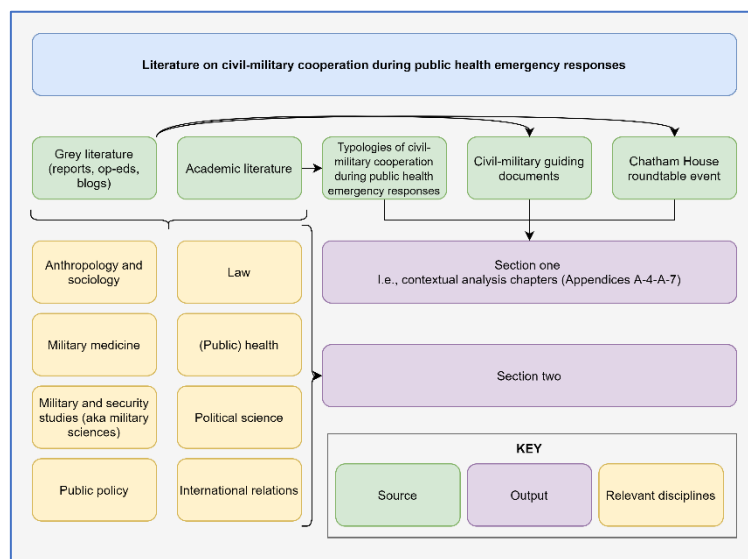 Literature on civil-military cooperation during public health emergency responses
Grey literature
(reports, op-eds,
blogs)
Academic literature
Typologies of civil-
military cooperation
during public health
emergency responses
Civil-military guiding
documents
Chatham House
roundtable event
Anthropology and
sociology
Law
Section one
I.e., contextual analysis chapters (Appendices A-4-A-7)
Military medicine
(Public) health
Section two
Military and security
studies (aka military
sciences)
Political science
Public policy
International relations
KEY
Source
Output
Relevant disciplines